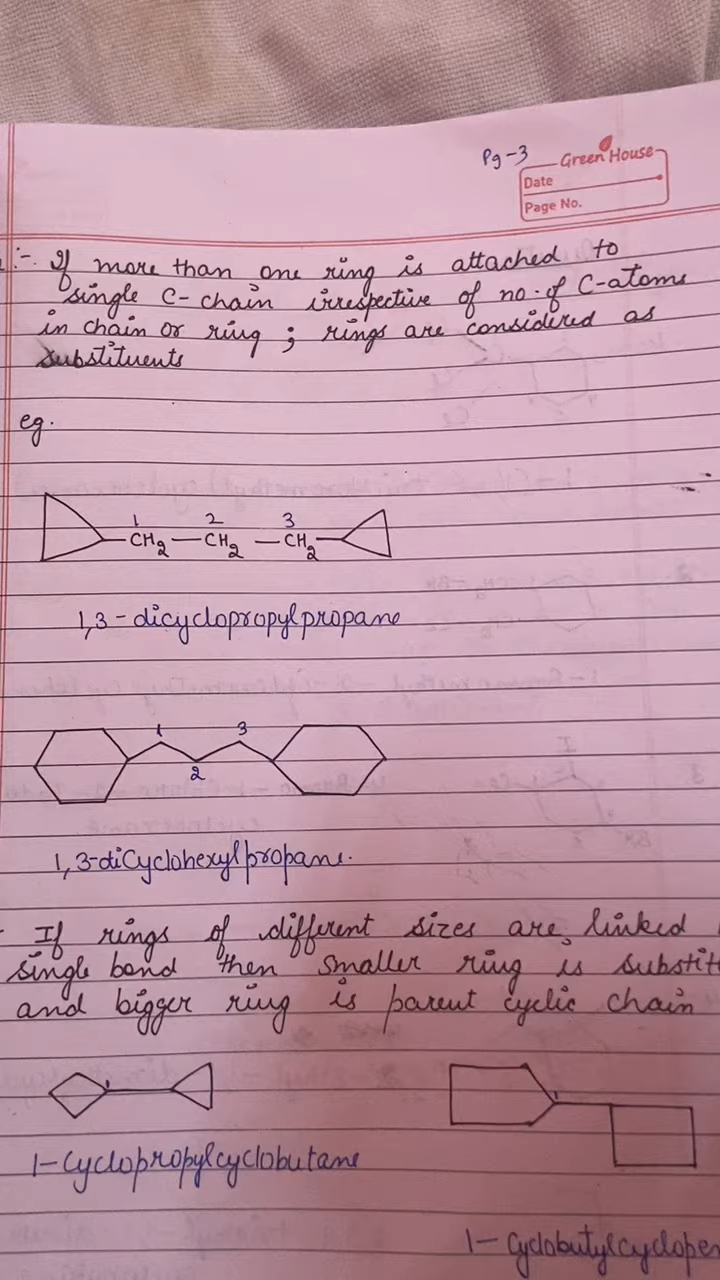 Pg-3
Green House
Date
Page No.
:-. If more than one ring is attached to
single C-chain irrespective of no. of C-atoms
in chain or ring ; rings are considered as
substituents
eg.
1 2 3
CH2 — CH2 — CH2
1,3-dicyclopropylpropane
1 3
2
1,3-diCyclohexylpropane.
- If rings of different sizes are linked
single bond then smaller ring is substit
and bigger ring is parent cyclic chain
1-Cyclopropylcyclobutane
1-Cyclobutylcyclopen